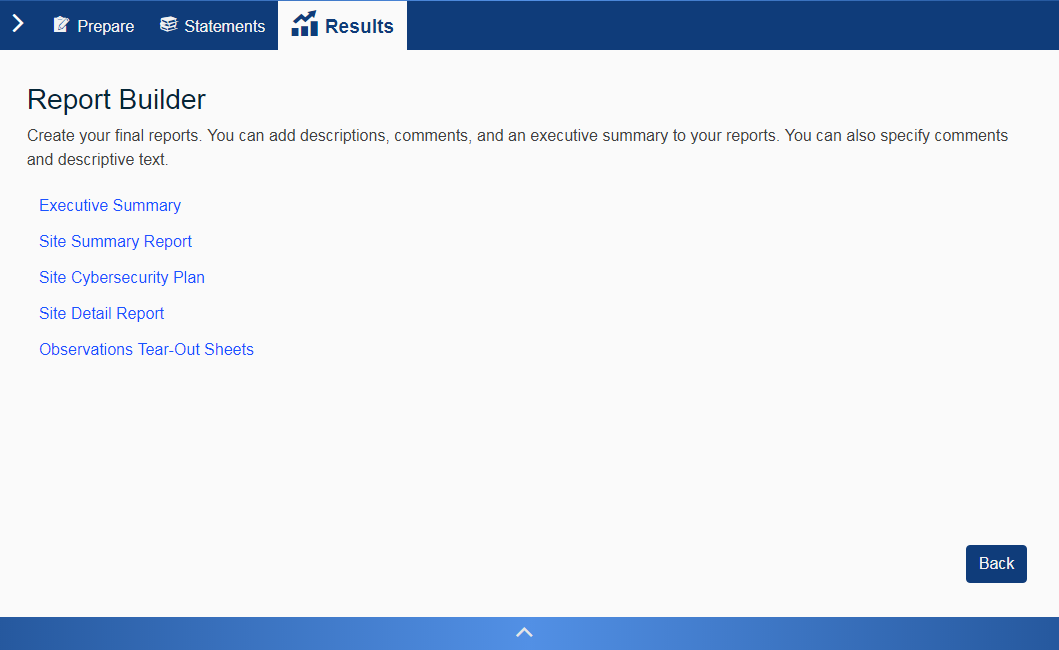 Prepare Statements Results
Report Builder
Create your final reports. You can add descriptions, comments, and an executive summary to your reports. You can also specify comments
and descriptive text.
Executive Summary
Site Summary Report
Site Cybersecurity Plan
Site Detail Report
Observations Tear-Out Sheets
Back